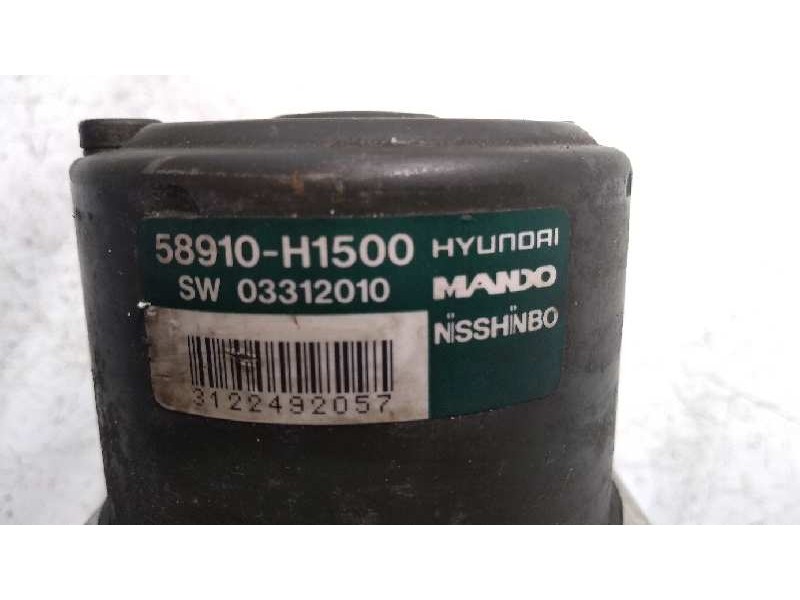 58910-H1500 HYUNDAI
SW 03312010 MANDO
NiSSHiNBO
3122492057